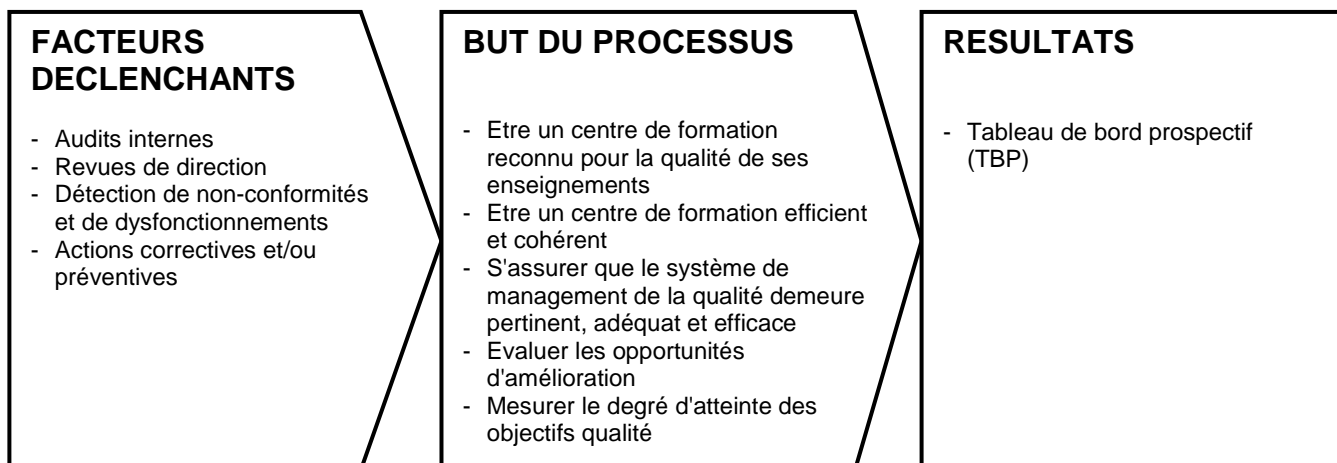 FACTEURS
DECLENCHANTS
- Audits internes
- Revues de direction
- Détection de non-conformités
et de dysfonctionnements
- Actions correctives et/ou
préventives
BUT DU PROCESSUS
- Etre un centre de formation
reconnu pour la qualité de ses
enseignements
- Etre un centre de formation efficient
et cohérent
- S'assurer que le système de
management de la qualité demeure
pertinent, adéquat et efficace
- Evaluer les opportunités
d'amélioration
- Mesurer le degré d'atteinte des
objectifs qualité
RESULTATS
- Tableau de bord prospectif
(TBP)